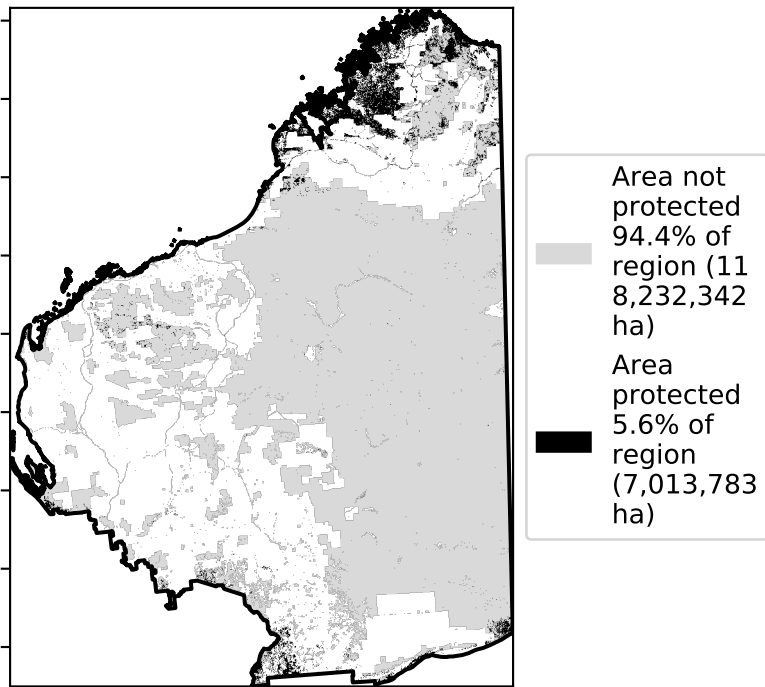 Area not
protected
94.4% of
region (11
8,232,342
ha)
Area
protected
5.6% of
region
(7,013,783
ha)